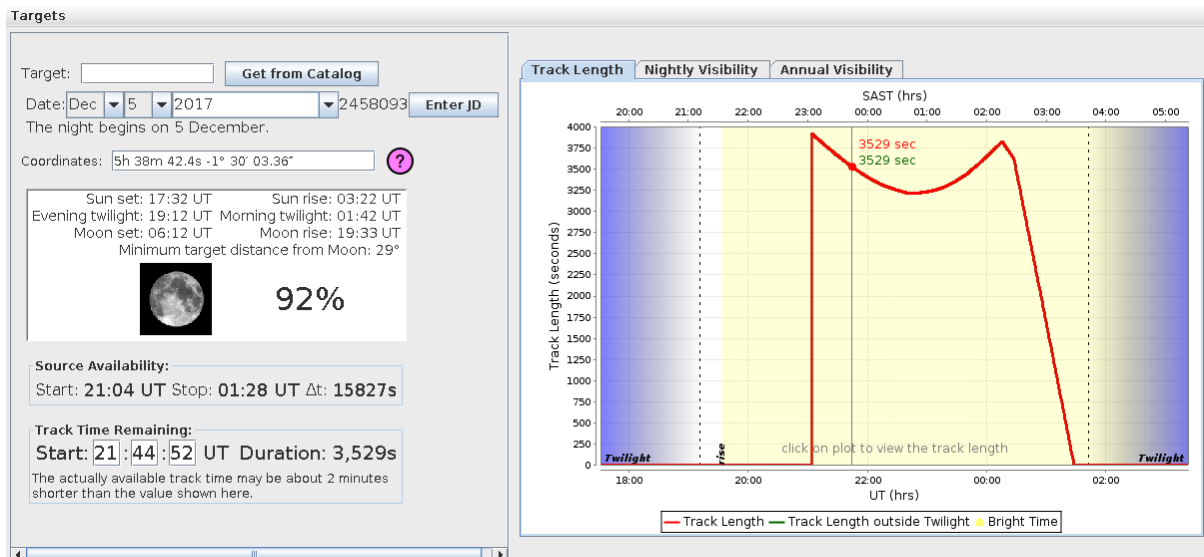 Targets
Target:
Get from Catalog
Date: Dec 5 2017 2458093 Enter JD
The night begins on 5 December.
Coordinates: 5h 38m 42.4s -1° 30′ 03.36″
?
Sun set: 17:32 UT Sun rise: 03:22 UT
Evening twilight: 19:12 UT Morning twilight: 01:42 UT
Moon set: 06:12 UT Moon rise: 19:33 UT
Minimum target distance from Moon: 29°
92%
Source Availability:
Start: 21:04 UT Stop: 01:28 UT Δt: 15827s
Track Time Remaining:
Start: 21 : 44 : 52 UT Duration: 3,529s
The actually available track time may be about 2 minutes
shorter than the value shown here.
Track Length Nightly Visibility Annual Visibility
SAST (hrs)
20:00 21:00 22:00 23:00 00:00 01:00 02:00 03:00 04:00 05:00
4000
3750
3500
3250
3000
2750
2500
2250
2000
1750
1500
1250
1000
750
500
250
0
Track Length (seconds)
3529 sec
3529 sec
click on plot to view the track length
rise
Twilight
Twilight
18:00 20:00 22:00 00:00 02:00
UT (hrs)
Track Length Track Length outside Twilight Bright Time